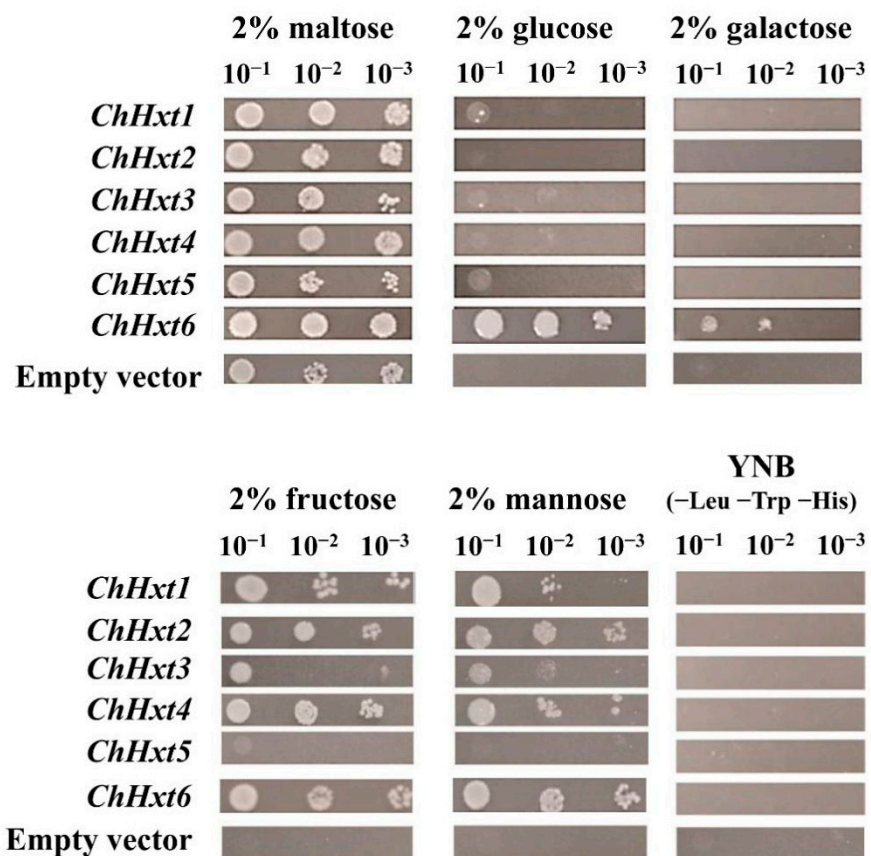 2% maltose 2% glucose 2% galactose
10⁻¹ 10⁻² 10⁻³ 10⁻¹ 10⁻² 10⁻³ 10⁻¹ 10⁻² 10⁻³
ChHxt1
ChHxt2
ChHxt3
ChHxt4
ChHxt5
ChHxt6
Empty vector
YNB
2% fructose 2% mannose (−Leu −Trp −His)
10⁻¹ 10⁻² 10⁻³ 10⁻¹ 10⁻² 10⁻³ 10⁻¹ 10⁻² 10⁻³
ChHxt1
ChHxt2
ChHxt3
ChHxt4
ChHxt5
ChHxt6
Empty vector